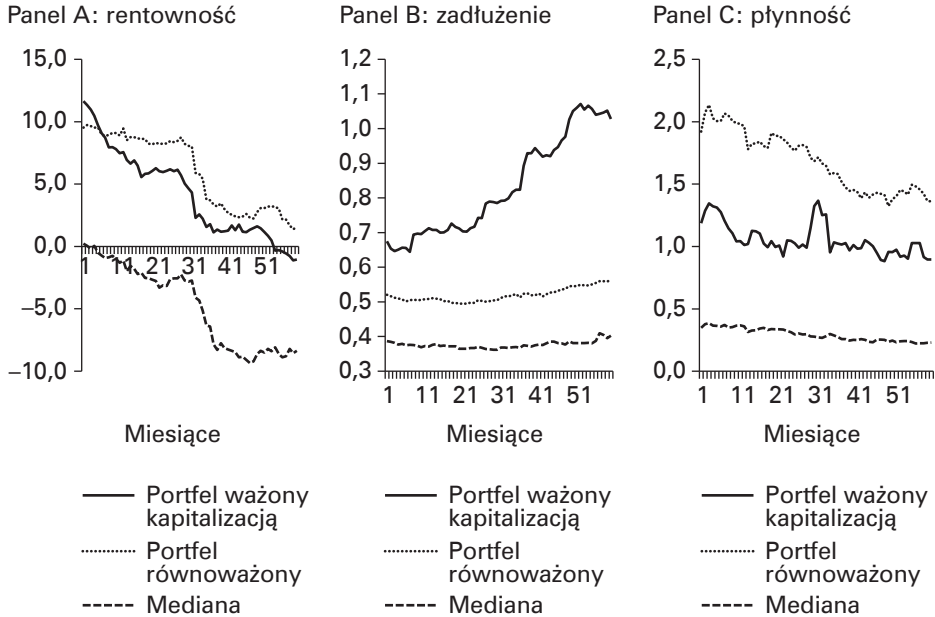 Panel A: rentowność
15,0
10,0
5,0
0,0
–5,0
–10,0
1 11 21 31 41 51
Miesiące
Portfel ważony
kapitalizacją
Portfel
równoważony
Mediana
Panel B: zadłużenie
1,2
1,1
1,0
0,9
0,8
0,7
0,6
0,5
0,4
0,3
1 11 21 31 41 51
Miesiące
Portfel ważony
kapitalizacją
Portfel
równoważony
Mediana
Panel C: płynność
2,5
2,0
1,5
1,0
0,5
0,0
1 11 21 31 41 51
Miesiące
Portfel ważony
kapitalizacją
Portfel
równoważony
Mediana